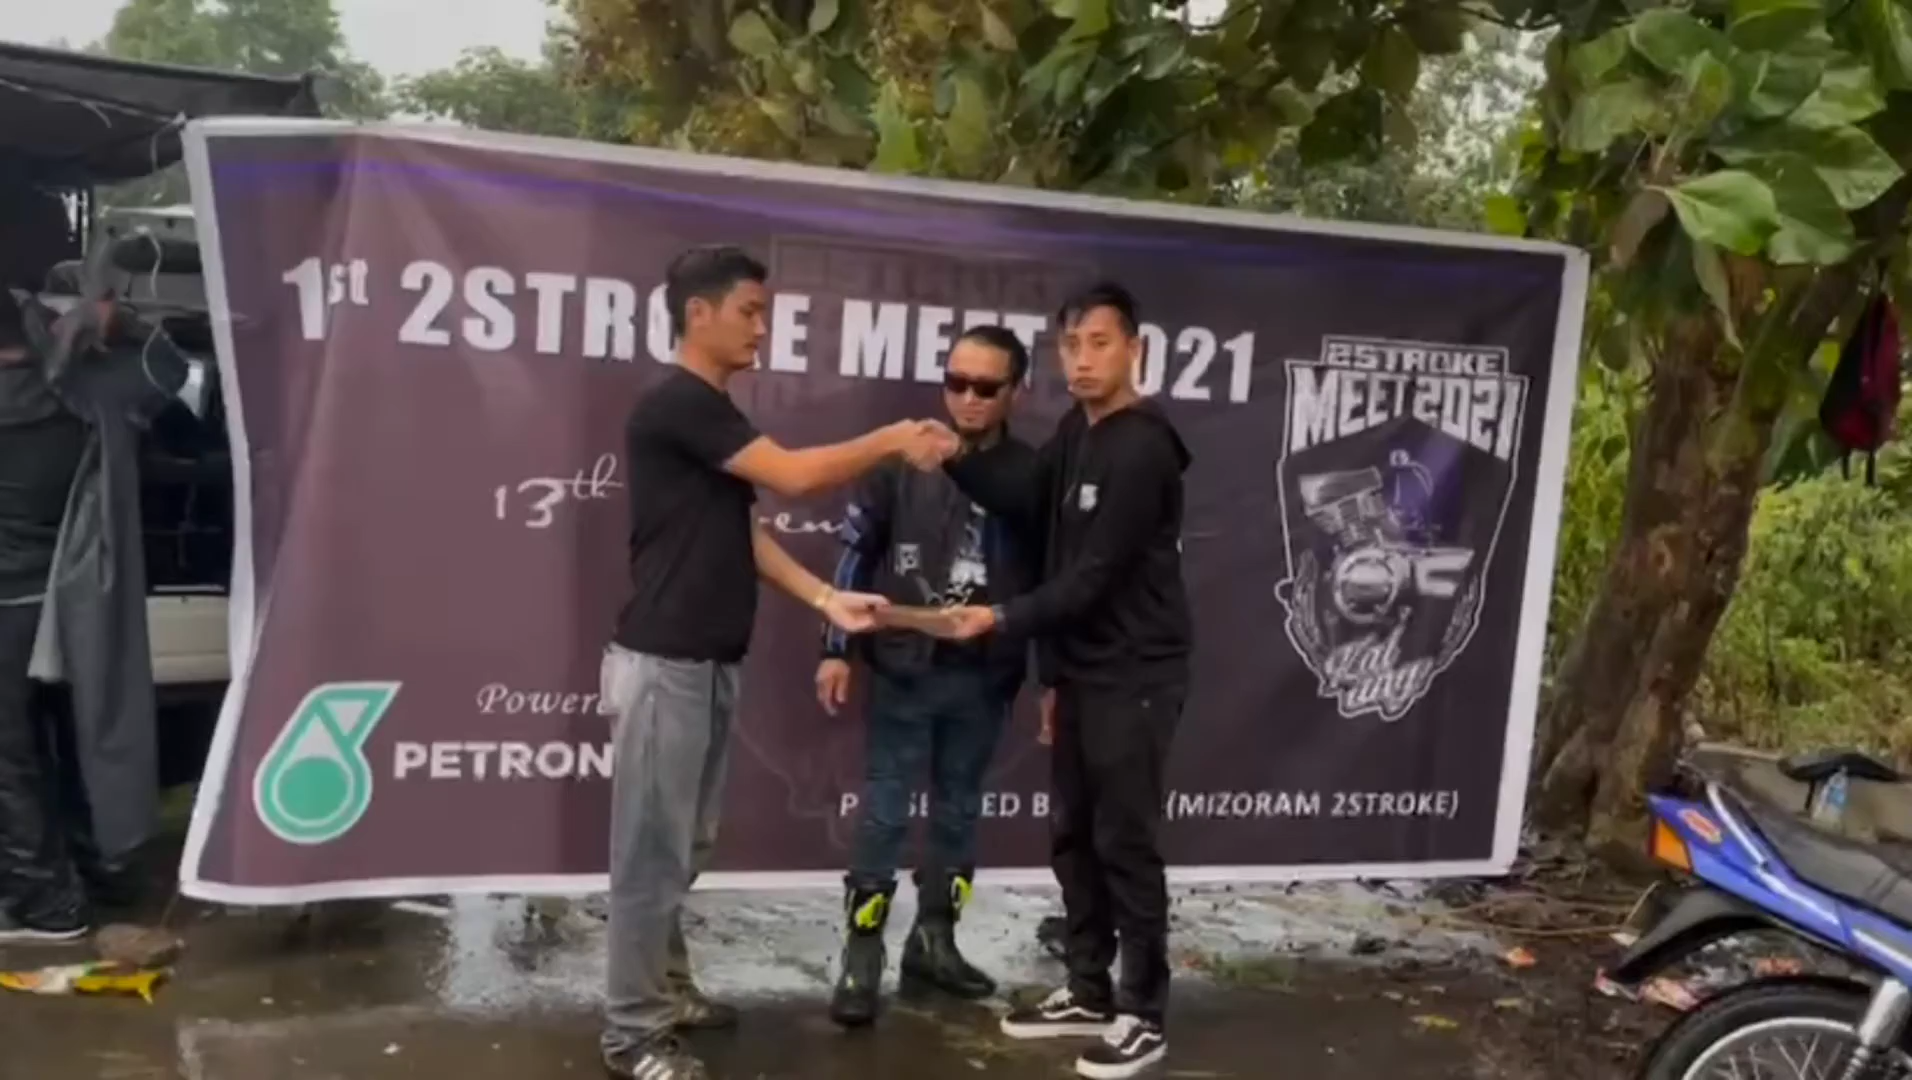 1st 2STROKE MEET 2021
13th
Powere
PETRON
(MIZORAM 2STROKE)
2STROKE
MEET 2021